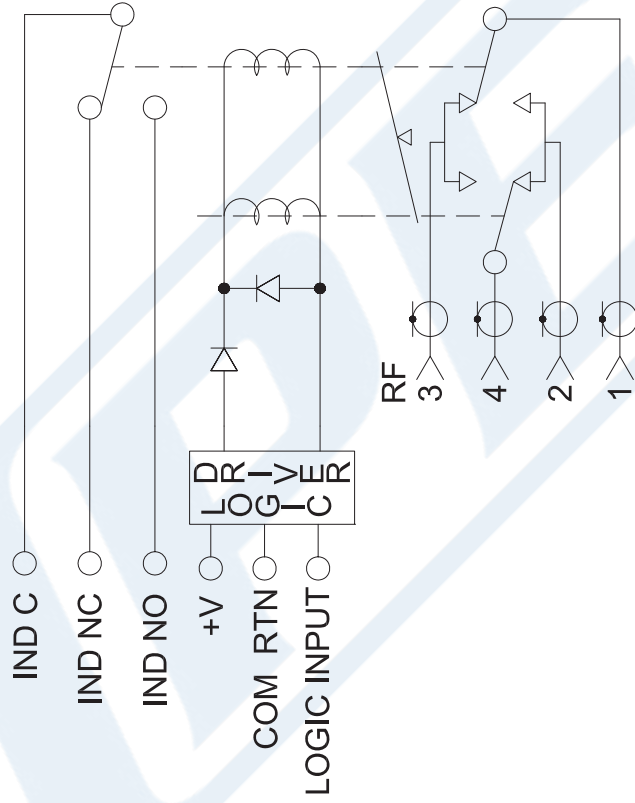 IND C
IND NC
IND NO
+V
COM RTN
LOGIC INPUT
LOGIC
DRIVER
RF
3
4
2
1